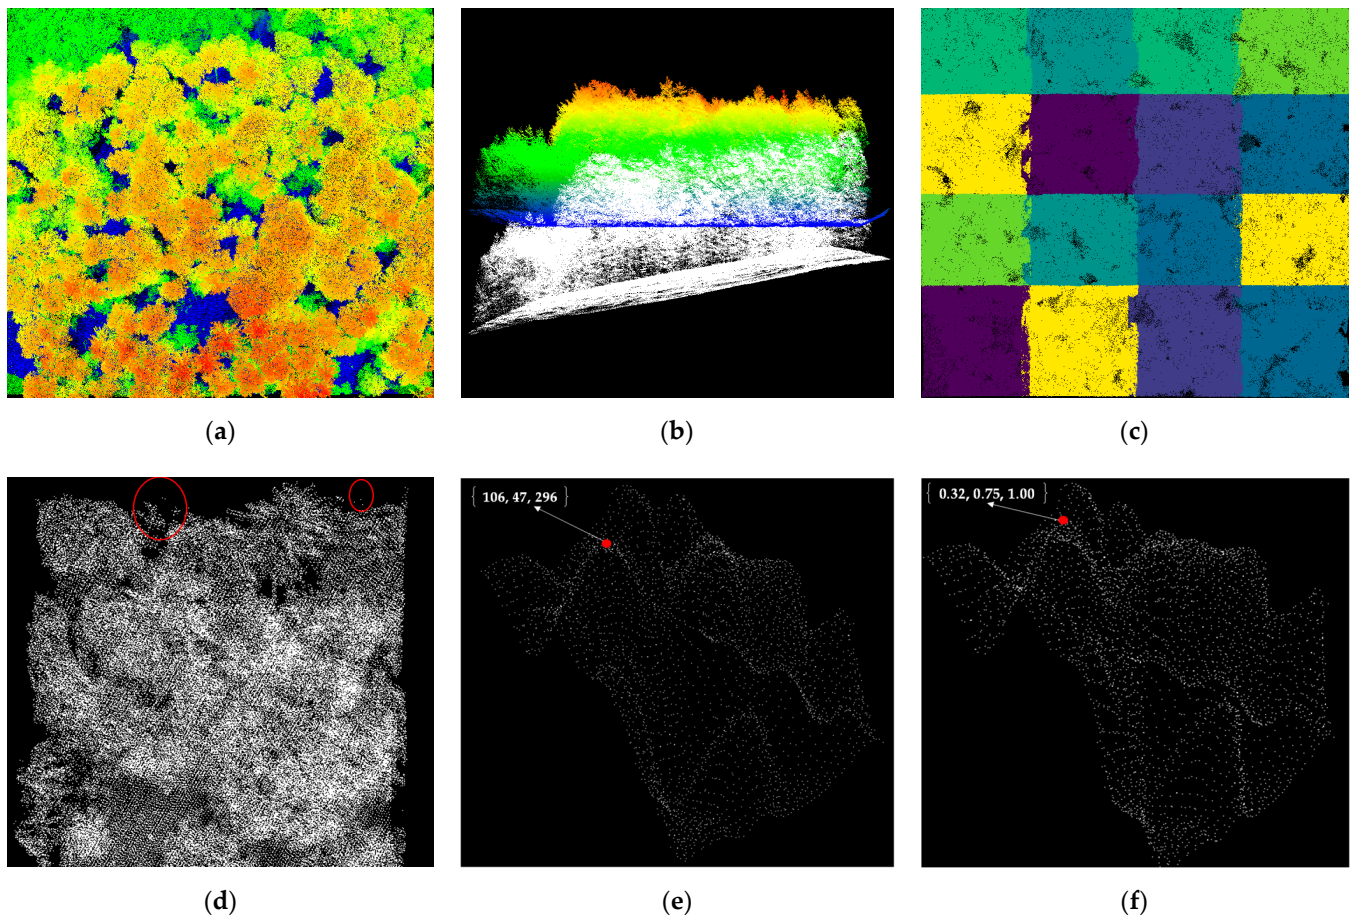 (a)
(b)
(c)
{ 106, 47, 296 }
{ 0.32, 0.75, 1.00 }
(d)
(e)
(f)